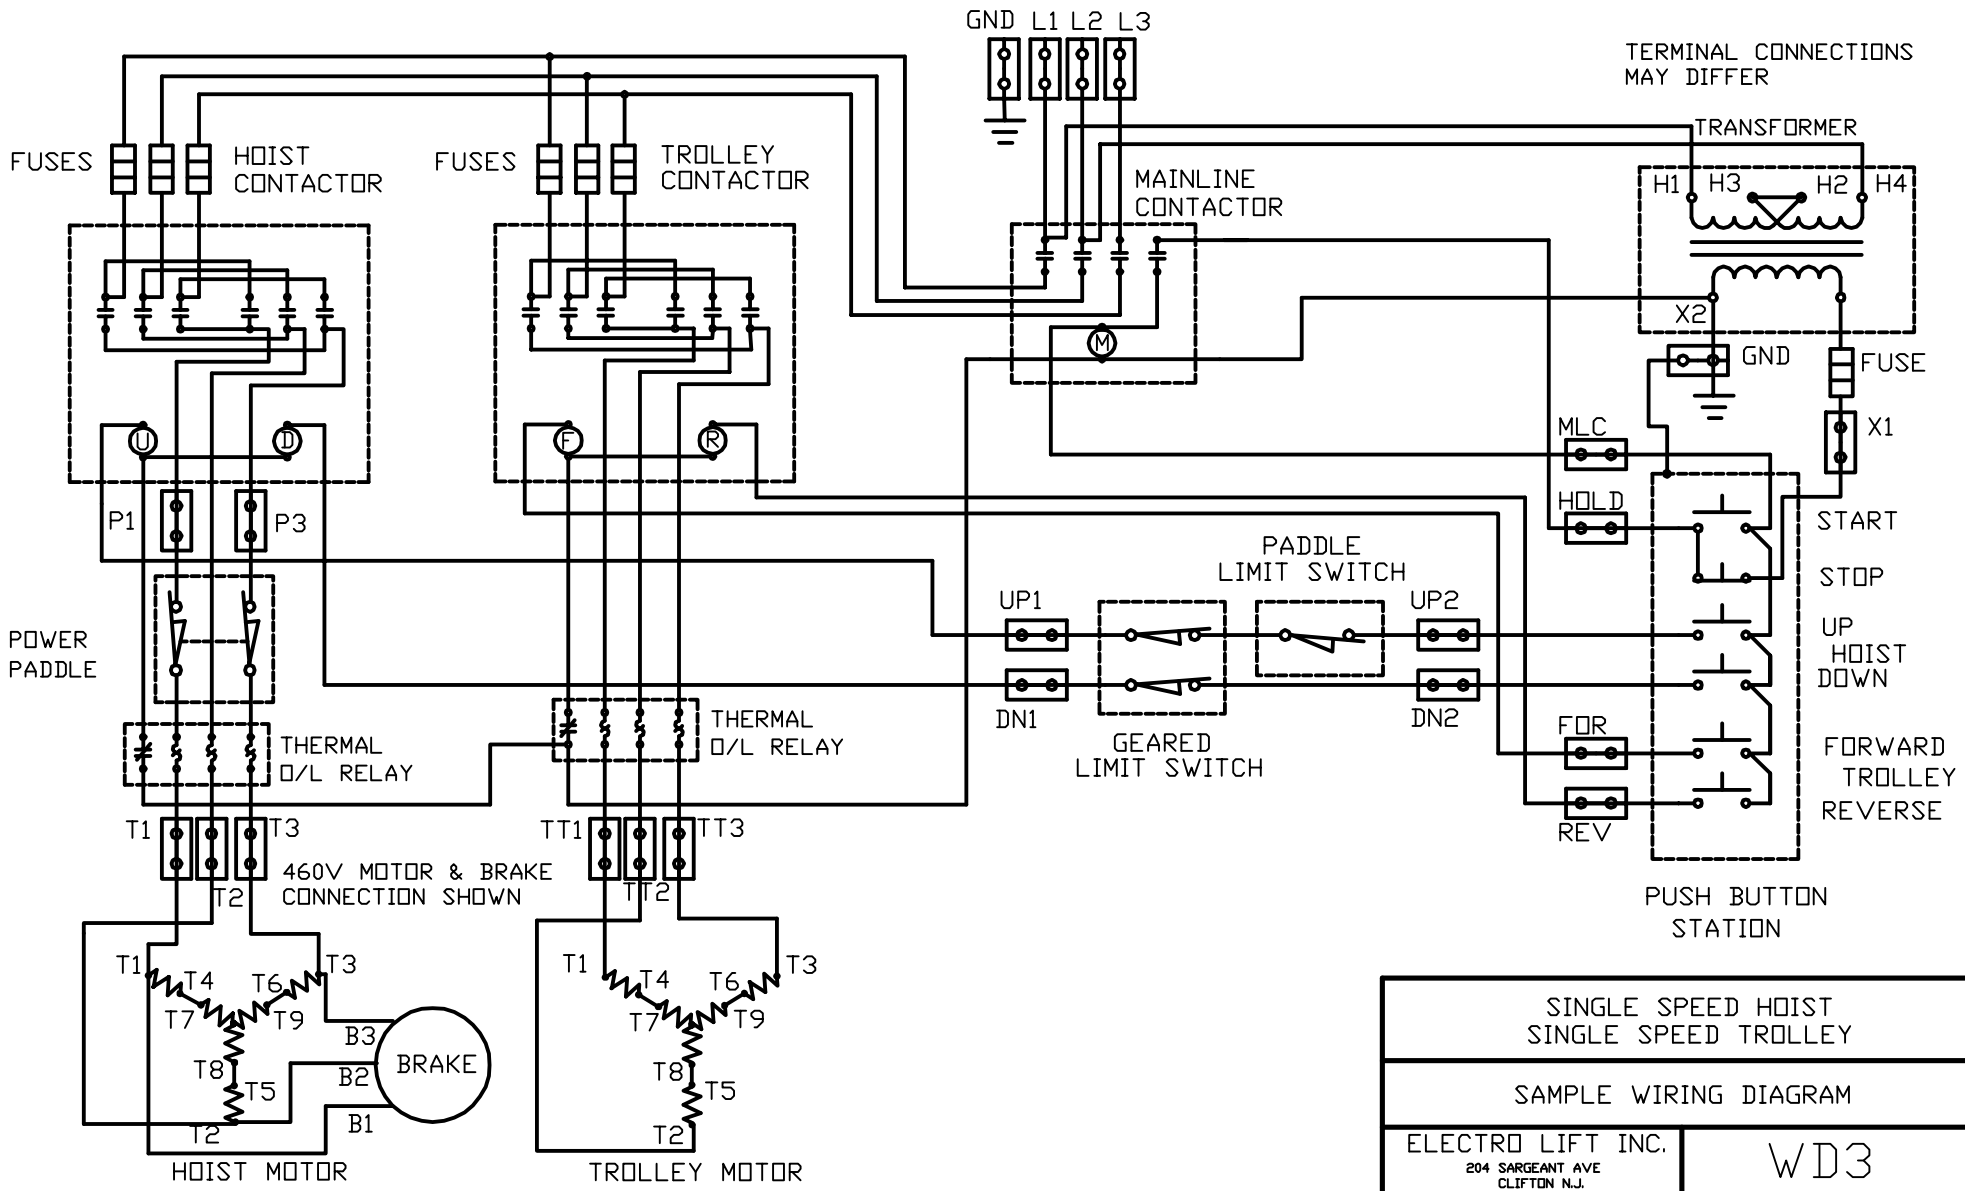 GND L1 L2 L3
TERMINAL CONNECTIONS
MAY DIFFER
TRANSFORMER
FUSES
HOIST
CONTACTOR
FUSES
TROLLEY
CONTACTOR
MAINLINE
CONTACTOR
H1 H3 H2 H4
X2
M
GND
FUSE
U D
F R
MLC
X1
P1 P3
HOLD
START
PADDLE
LIMIT SWITCH
STOP
UP1
UP2
UP
HOIST
DOWN
POWER
PADDLE
DN1
DN2
THERMAL
O/L RELAY
THERMAL
O/L RELAY
GEARED
LIMIT SWITCH
FOR
FORWARD
TROLLEY
REVERSE
REV
T1 T3
TT1 TT3
460V MOTOR & BRAKE
CONNECTION SHOWN
T2
TT2
PUSH BUTTON
STATION
T1 T4 T6 T3
T7 T9
T8 T5
T2
B3
B2
B1
BRAKE
HOIST MOTOR
T1 T4 T6 T3
T7 T9
T8 T5
T2
TROLLEY MOTOR
SINGLE SPEED HOIST
SINGLE SPEED TROLLEY
SAMPLE WIRING DIAGRAM
ELECTRO LIFT INC.
204 SARGEANT AVE
CLIFTON N.J.
WD3